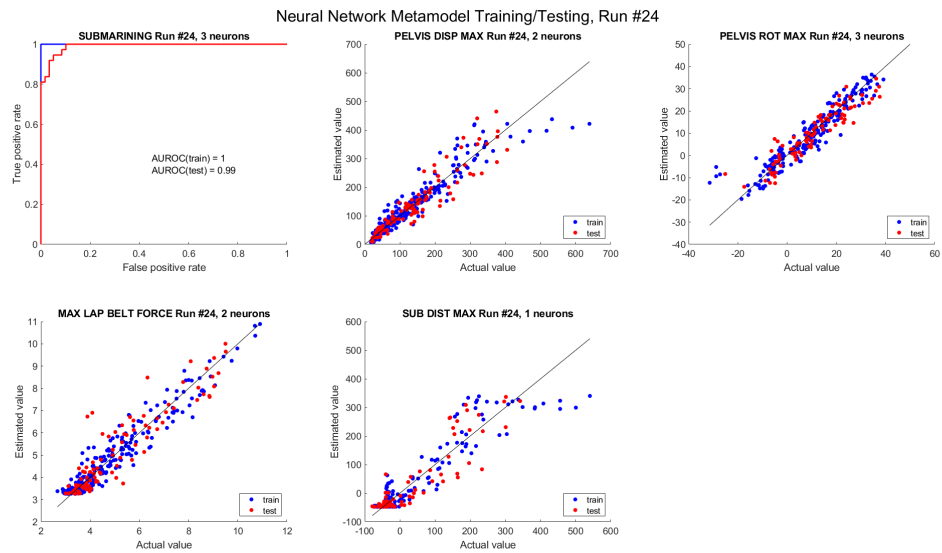 Neural Network Metamodel Training/Testing, Run #24
SUBMARINING Run #24, 3 neurons
True positive rate
1
0.8
0.6
0.4
0.2
0
AUROC(train) = 1
AUROC(test) = 0.99
0 0.2 0.4 0.6 0.8 1
False positive rate
PELVIS DISP MAX Run #24, 2 neurons
Estimated value
700
600
500
400
300
200
100
0
train
test
0 100 200 300 400 500 600 700
Actual value
PELVIS ROT MAX Run #24, 3 neurons
Estimated value
50
40
30
20
10
0
-10
-20
-30
-40
train
test
-40 -20 0 20 40 60
Actual value
MAX LAP BELT FORCE Run #24, 2 neurons
Estimated value
11
10
9
8
7
6
5
4
3
2
train
test
2 4 6 8 10 12
Actual value
SUB DIST MAX Run #24, 1 neurons
Estimated value
600
500
400
300
200
100
0
-100
train
test
-100 0 100 200 300 400 500 600
Actual value